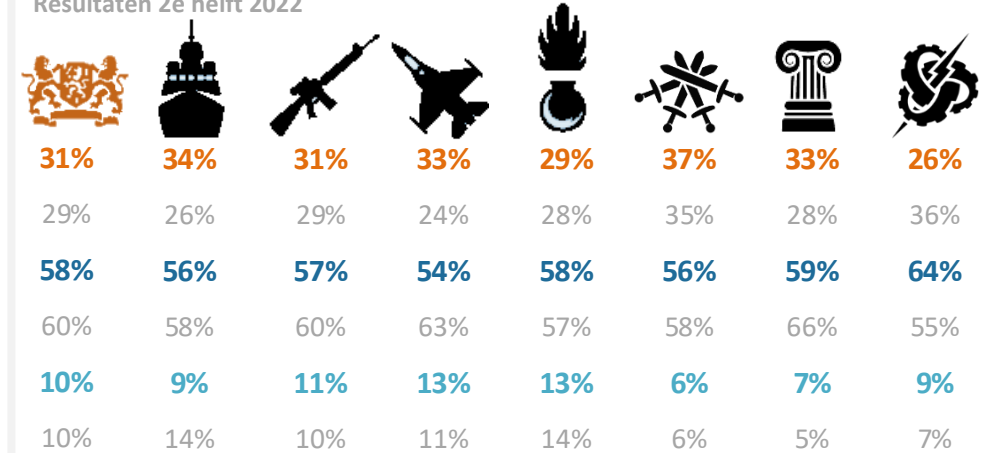 Resultaten 2e helft 2022
31% 34% 31% 33% 29% 37% 33% 26%
29% 26% 29% 24% 28% 35% 28% 36%
58% 56% 57% 54% 58% 56% 59% 64%
60% 58% 60% 63% 57% 58% 66% 55%
10% 9% 11% 13% 13% 6% 7% 9%
10% 14% 10% 11% 14% 6% 5% 7%